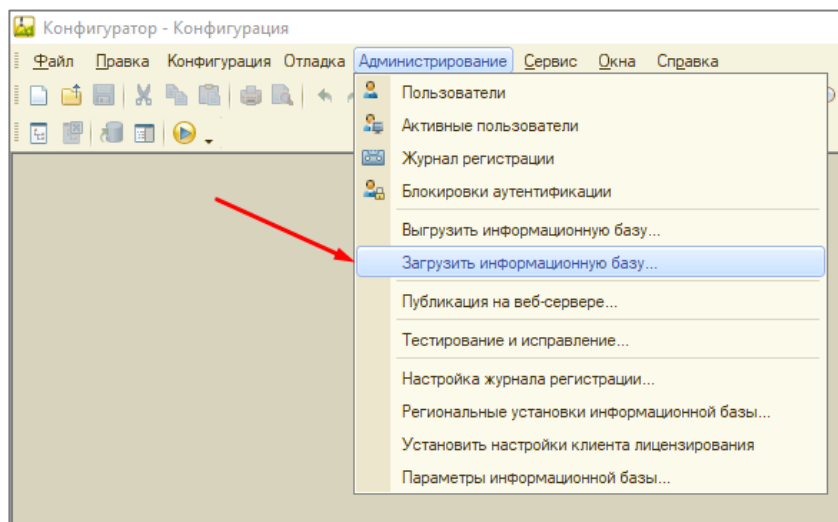 Конфигуратор - Конфигурация
Файл Правка Конфигурация Отладка Администрирование Сервис Окна Справка
Пользователи
Активные пользователи
Журнал регистрации
Блокировки аутентификации
Выгрузить информационную базу...
Загрузить информационную базу...
Публикация на веб-сервере...
Тестирование и исправление...
Настройка журнала регистрации...
Региональные установки информационной базы...
Установить настройки клиента лицензирования
Параметры информационной базы...